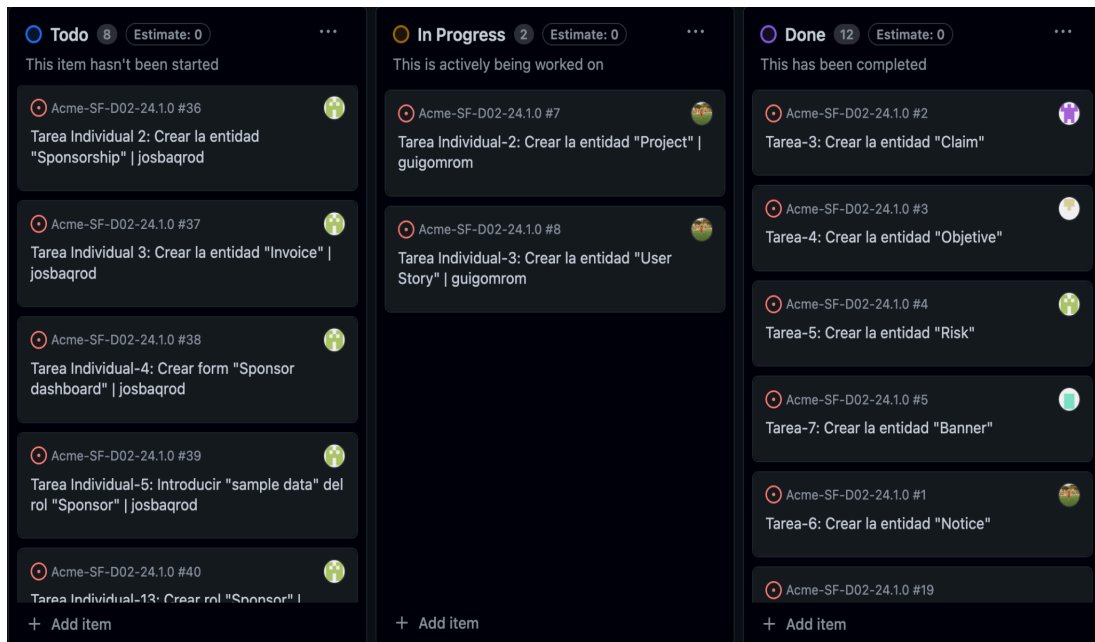 Todo 8 Estimate: 0 ...
This item hasn't been started
Acme-SF-D02-24.1.0 #36
Tarea Individual 2: Crear la entidad
"Sponsorship" | josbaqrod
Acme-SF-D02-24.1.0 #37
Tarea Individual 3: Crear la entidad "Invoice" |
josbaqrod
Acme-SF-D02-24.1.0 #38
Tarea Individual-4: Crear form "Sponsor
dashboard" | josbaqrod
Acme-SF-D02-24.1.0 #39
Tarea Individual-5: Introducir "sample data" del
rol "Sponsor" | josbaqrod
Acme-SF-D02-24.1.0 #40
Tarea Individual-13: Crear rol "Sponsor" |
+ Add item
In Progress 2 Estimate: 0 ...
This is actively being worked on
Acme-SF-D02-24.1.0 #7
Tarea Individual-2: Crear la entidad "Project" |
guigomrom
Acme-SF-D02-24.1.0 #8
Tarea Individual-3: Crear la entidad "User
Story" | guigomrom
+ Add item
Done 12 Estimate: 0 ...
This has been completed
Acme-SF-D02-24.1.0 #2
Tarea-3: Crear la entidad "Claim"
Acme-SF-D02-24.1.0 #3
Tarea-4: Crear la entidad "Objetive"
Acme-SF-D02-24.1.0 #4
Tarea-5: Crear la entidad "Risk"
Acme-SF-D02-24.1.0 #5
Tarea-7: Crear la entidad "Banner"
Acme-SF-D02-24.1.0 #1
Tarea-6: Crear la entidad "Notice"
Acme-SF-D02-24.1.0 #19
+ Add item